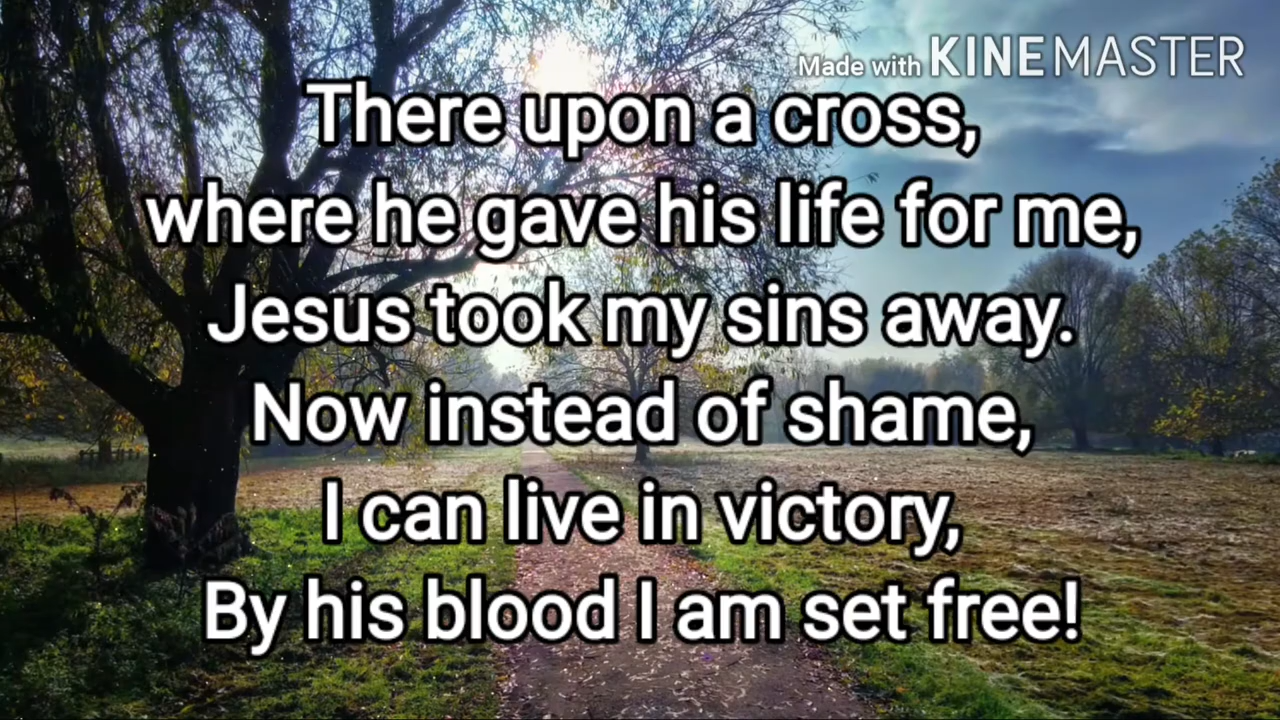 Made with KINEMASTER
There upon a cross,
where he gave his life for me,
Jesus took my sins away.
Now instead of shame,
I can live in victory,
By his blood I am set free!